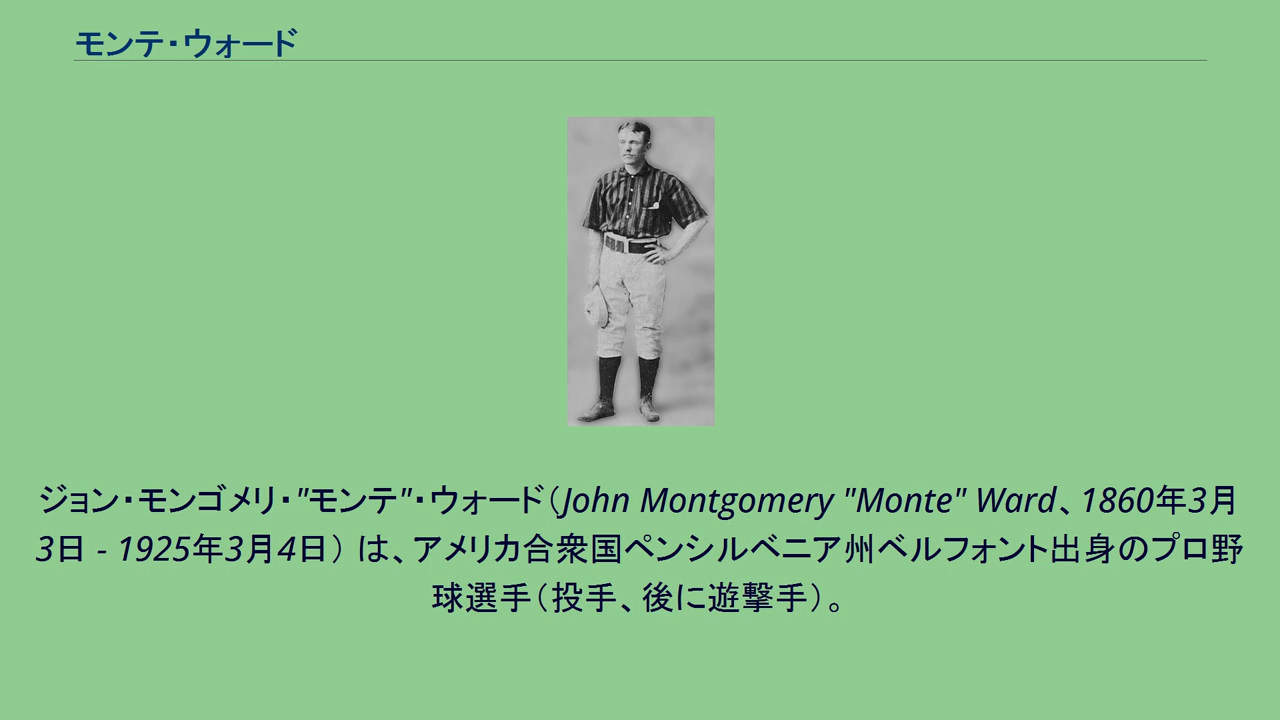 モンテ・ウォード
ジョン・モンゴメリ・"モンテ"・ウォード（John Montgomery "Monte" Ward、1860年3月
3日 - 1925年3月4日） は、アメリカ合衆国ペンシルベニア州ベルフォント出身のプロ野
球選手（投手、後に遊撃手）。